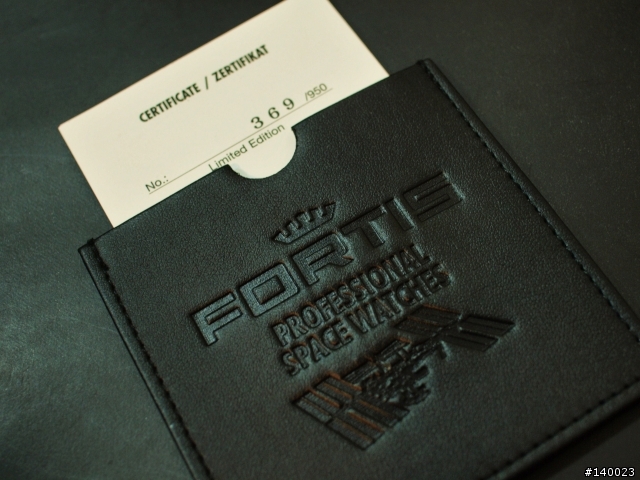 CERTIFICATE / ZERTIFIKAT
No.: 369 /950
Limited Edition
FORTIS
PROFESSIONAL
SPACE WATCHES
#140023